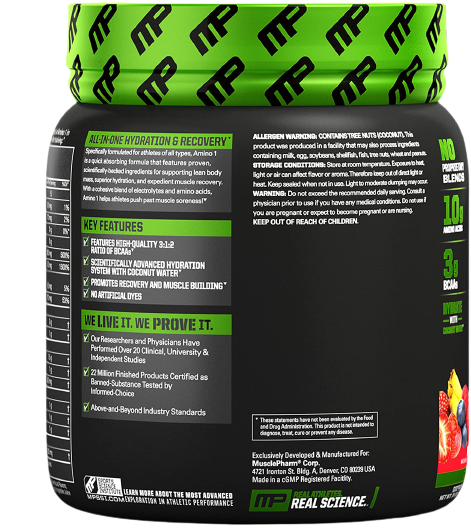 ALL-IN-ONE HYDRATION & RECOVERY*
Specifically formulated for athletes of all types, Amino 1
is a quick absorbing formula that features proven,
scientifically-backed ingredients for supporting lean body
mass, superior hydration, and expedient muscle recovery.
With a cohesive blend of electrolytes and amino acids,
Amino 1 helps athletes push past muscle soreness!*
KEY FEATURES
FEATURES HIGH-QUALITY 3:1:2
RATIO OF BCAAs*
SCIENTIFICALLY ADVANCED HYDRATION
SYSTEM WITH COCONUT WATER*
PROMOTES RECOVERY AND MUSCLE BUILDING*
NO ARTIFICIAL DYES
WE LIVE IT. WE PROVE IT.
Our Researchers and Physicians Have
Performed Over 20 Clinical, University &
Independent Studies
22 Million Finished Products Certified as
Banned-Substance Tested by
Informed-Choice
Above-and-Beyond Industry Standards
SPORTS
SCIENCE
INSTITUTE
LEARN MORE ABOUT THE MOST ADVANCED
MPSSI.COM EXPLORATION IN ATHLETIC PERFORMANCE
ALLERGEN WARNING: CONTAINS TREE NUTS (COCONUT). This
product was produced in a facility that may also process ingredients
containing milk, egg, soybeans, shellfish, fish, tree nuts, wheat and peanuts.
STORAGE CONDITIONS: Store at room temperature. Exposure to heat,
light or air can affect flavor or aroma. Therefore keep out of direct light or
heat. Keep sealed when not in use. Light to moderate clumping may occur.
WARNING: Do not exceed the recommended daily serving. Consult a
physician prior to use if you have any medical conditions. Do not use if
you are pregnant or expect to become pregnant or are nursing.
KEEP OUT OF REACH OF CHILDREN.
* These statements have not been evaluated by the Food
and Drug Administration. This product is not intended to
diagnose, treat, cure or prevent any disease.
Exclusively Developed & Manufactured For:
MusclePharm® Corp.
4721 Ironton St. Bldg. A, Denver, CO 80239 USA
Made in a cGMP Registered Facility.
MP REAL ATHLETES.
REAL SCIENCE.
NO
PROPRIETARY
BLENDS
10g
AMINO ACIDS
3g
BCAAs
HYDRATE
WITH
COCONUT WATER